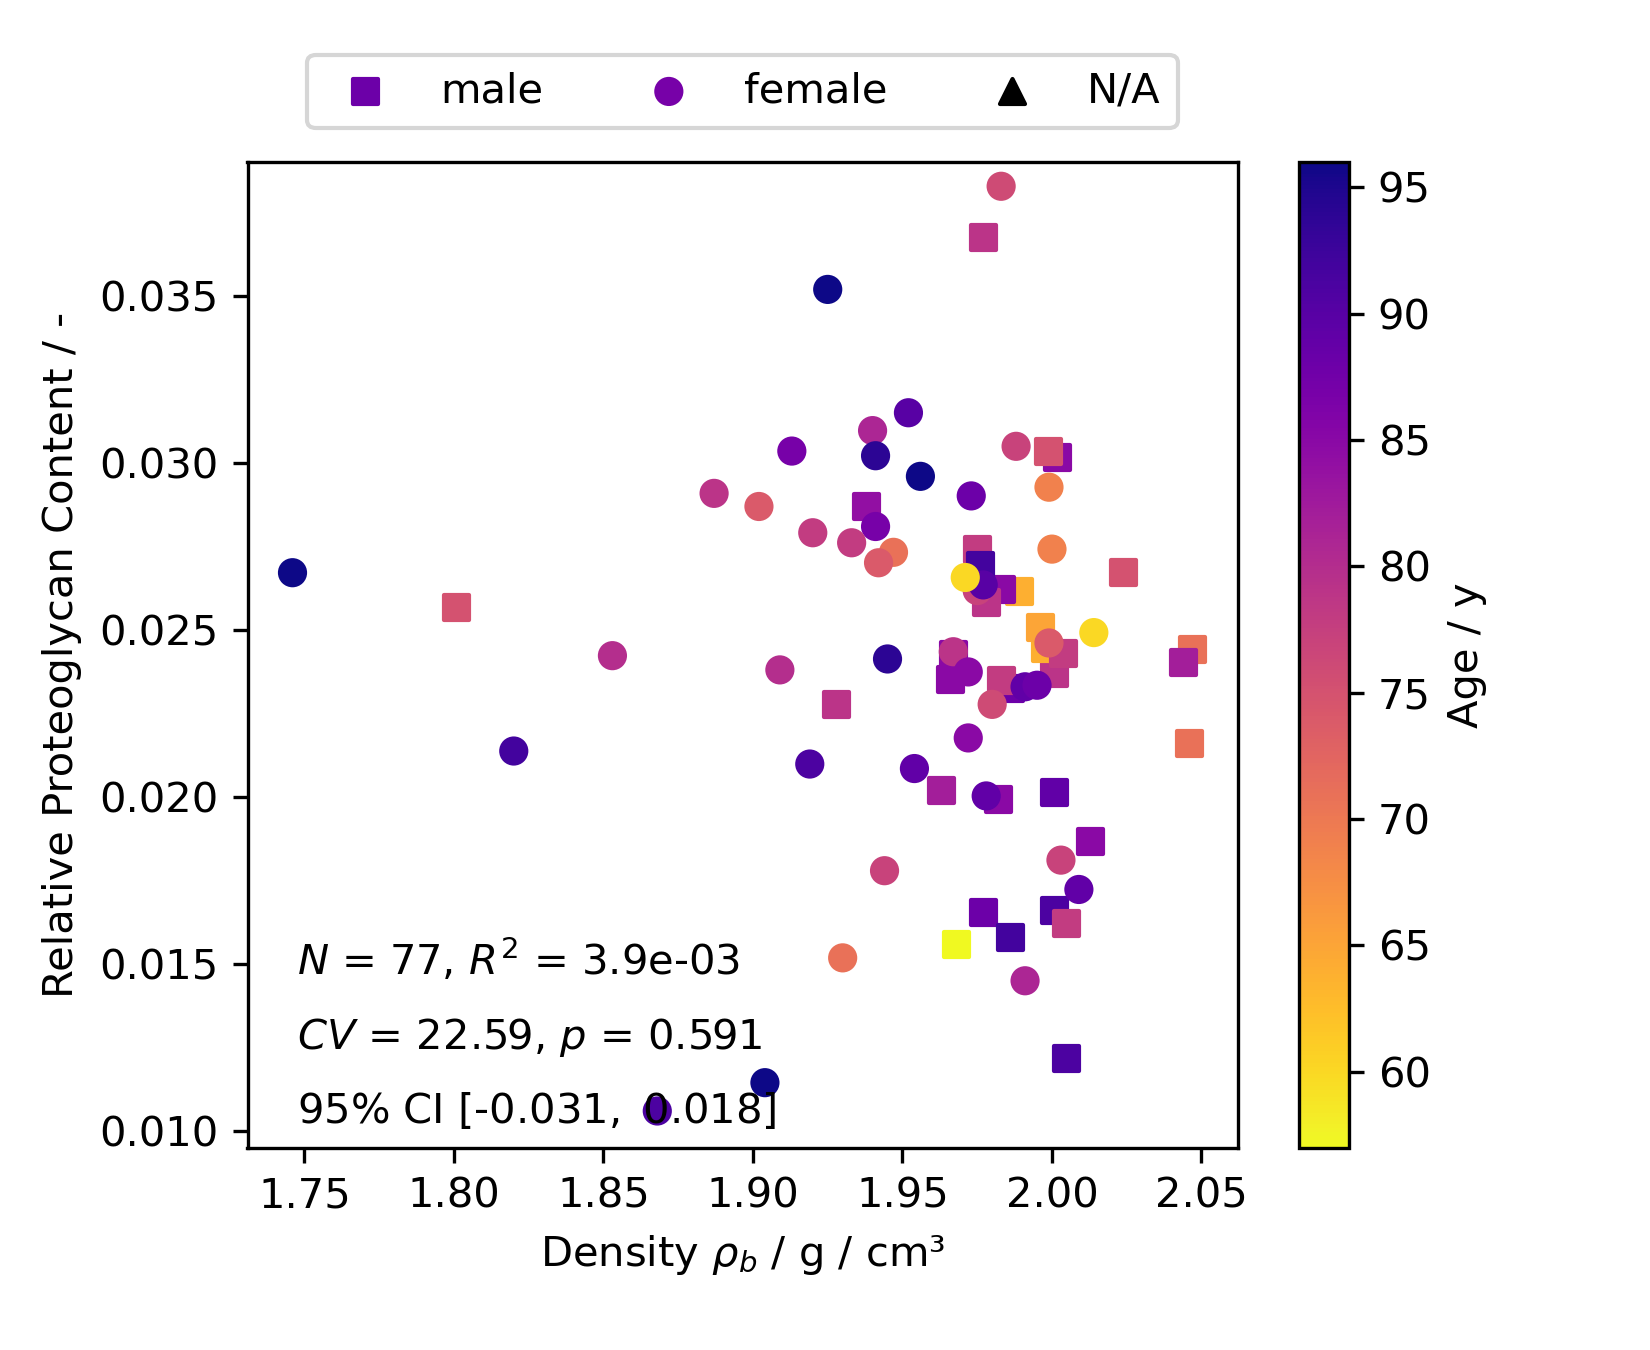 male female N/A
0.035
0.030
0.025
0.020
0.015
0.010
Relative Proteoglycan Content / -
N = 77, R² = 3.9e-03
CV = 22.59, p = 0.591
95% CI [-0.031, 0.018]
1.75 1.80 1.85 1.90 1.95 2.00 2.05
Density ρ_b / g / cm³
95
90
85
80
75
70
65
60
Age / y